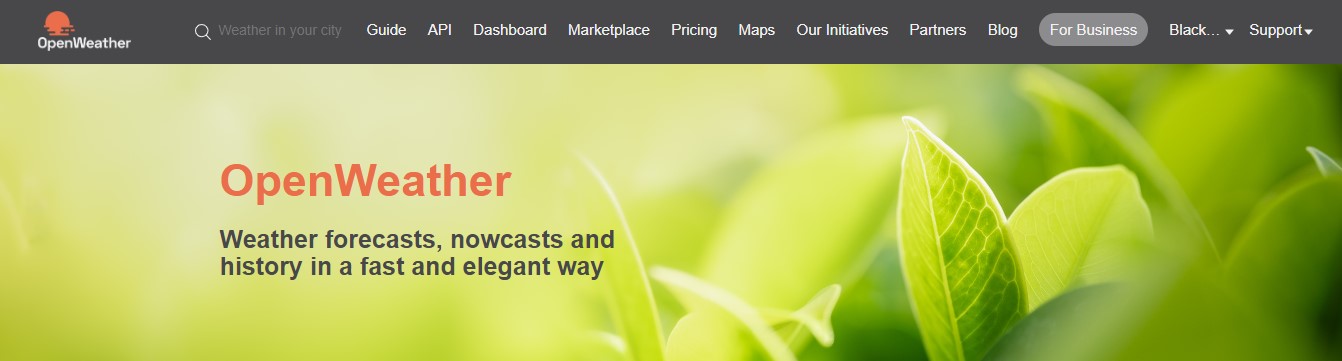 OpenWeather
Weather in your city
Guide
API
Dashboard
Marketplace
Pricing
Maps
Our Initiatives
Partners
Blog
For Business
Black...
Support
OpenWeather
Weather forecasts, nowcasts and
history in a fast and elegant way